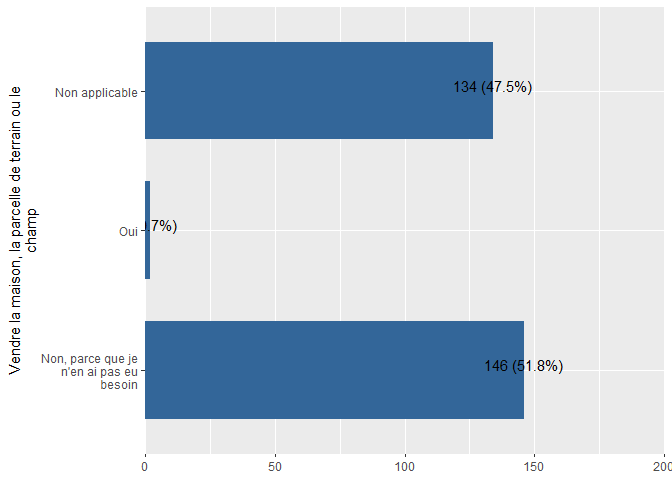 Vendre la maison, la parcelle de terrain ou le
champ
Non applicable
134 (47.5%)
Oui
.7%)
Non, parce que je
n'en ai pas eu
besoin
146 (51.8%)
0
50
100
150
200